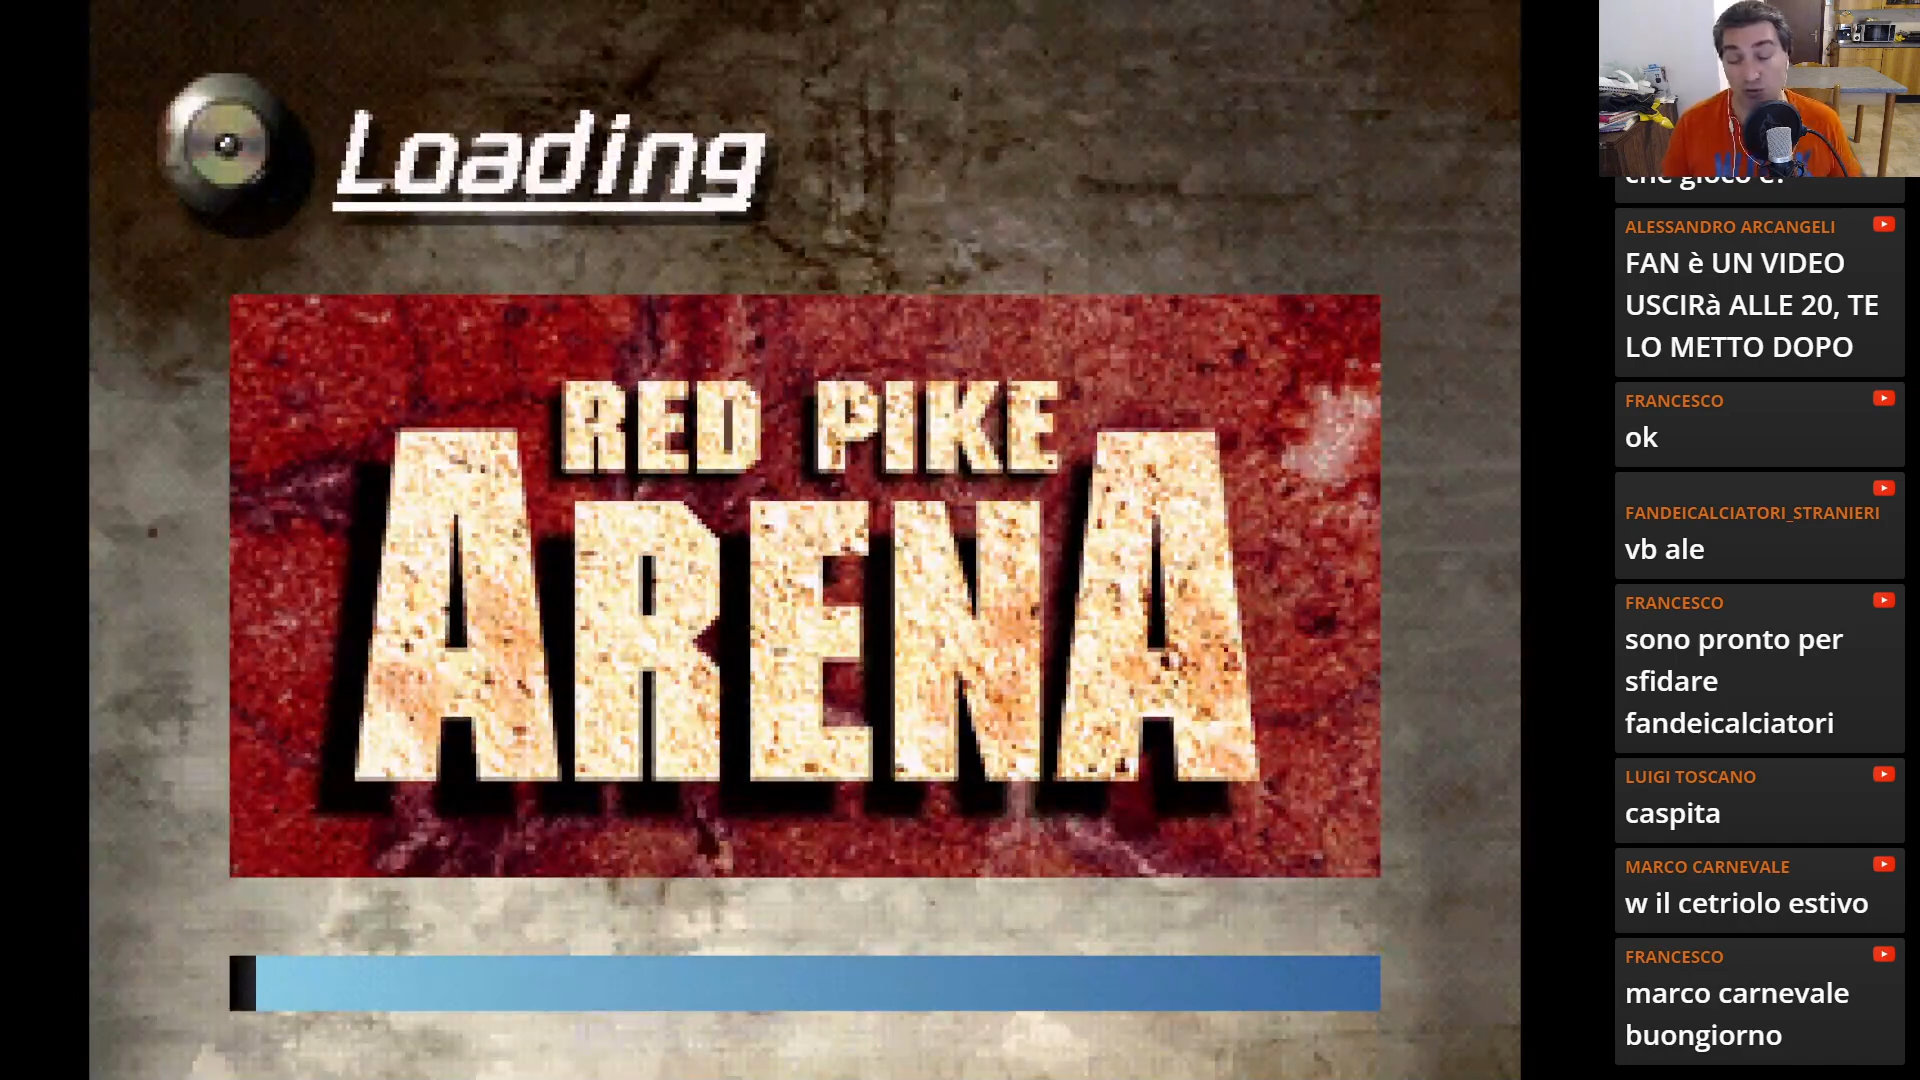 Loading
RED PIKE
ARENA
che gioco è?
ALESSANDRO ARCANGELI
FAN è UN VIDEO
USCIRà ALLE 20, TE
LO METTO DOPO
FRANCESCO
ok
FANDEICALCIATORI_STRANIERI
vb ale
FRANCESCO
sono pronto per
sfidare
fandeicalciatori
LUIGI TOSCANO
caspita
MARCO CARNEVALE
w il cetriolo estivo
FRANCESCO
marco carnevale
buongiorno